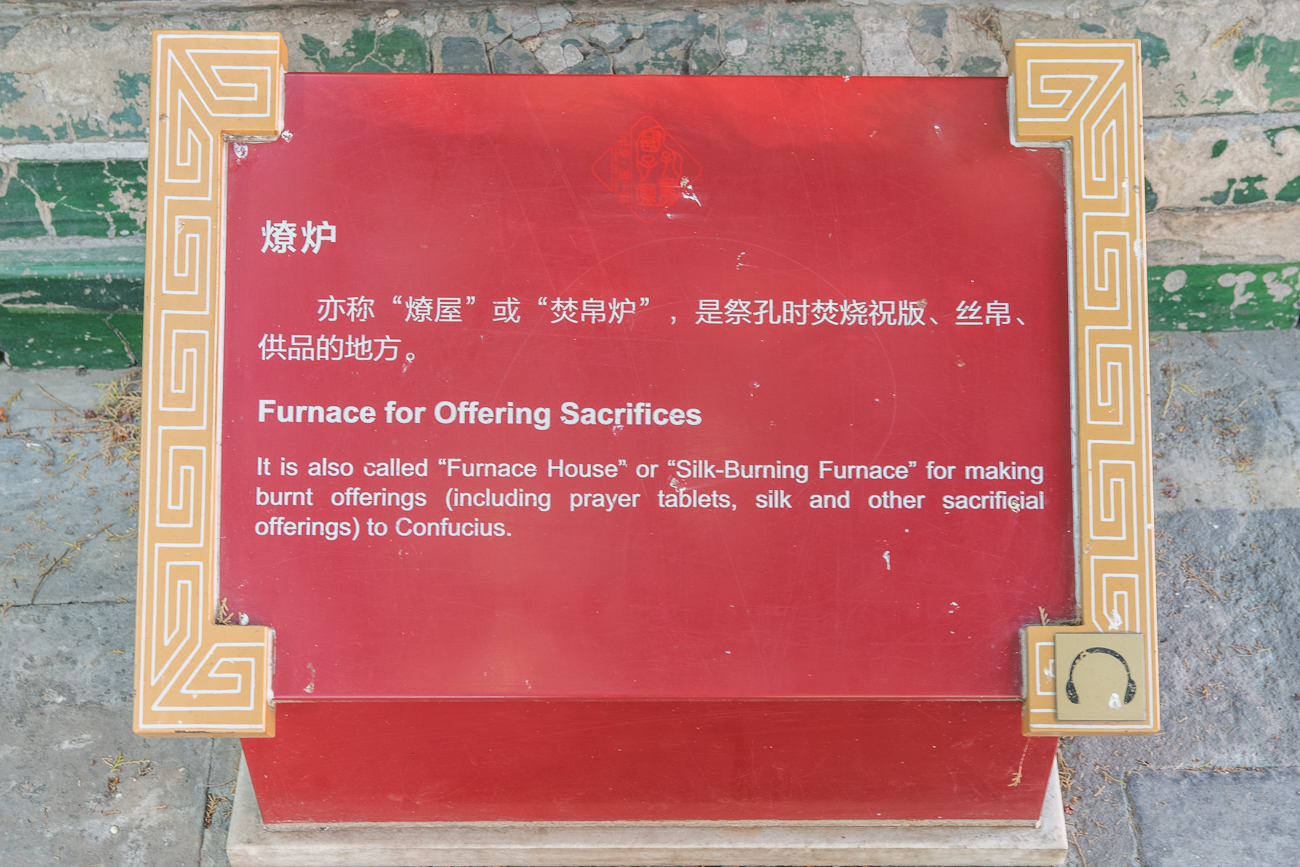 燎炉
亦称“燎屋”或“焚帛炉”，是祭孔时焚烧祝版、丝帛、
供品的地方。
Furnace for Offering Sacrifices
It is also called “Furnace House” or “Silk-Burning Furnace” for making
burnt offerings (including prayer tablets, silk and other sacrificial
offerings) to Confucius.